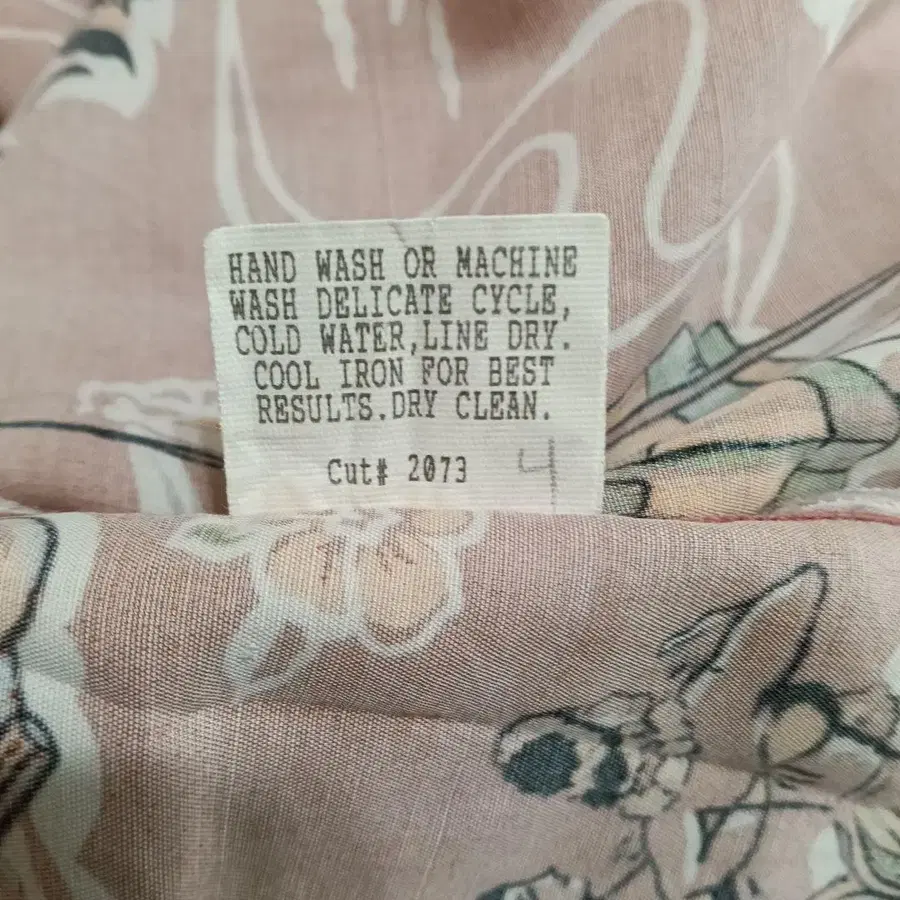 HAND WASH OR MACHINE
WASH DELICATE CYCLE,
COLD WATER,LINE DRY.
COOL IRON FOR BEST
RESULTS.DRY CLEAN.
Cut# 2073 4